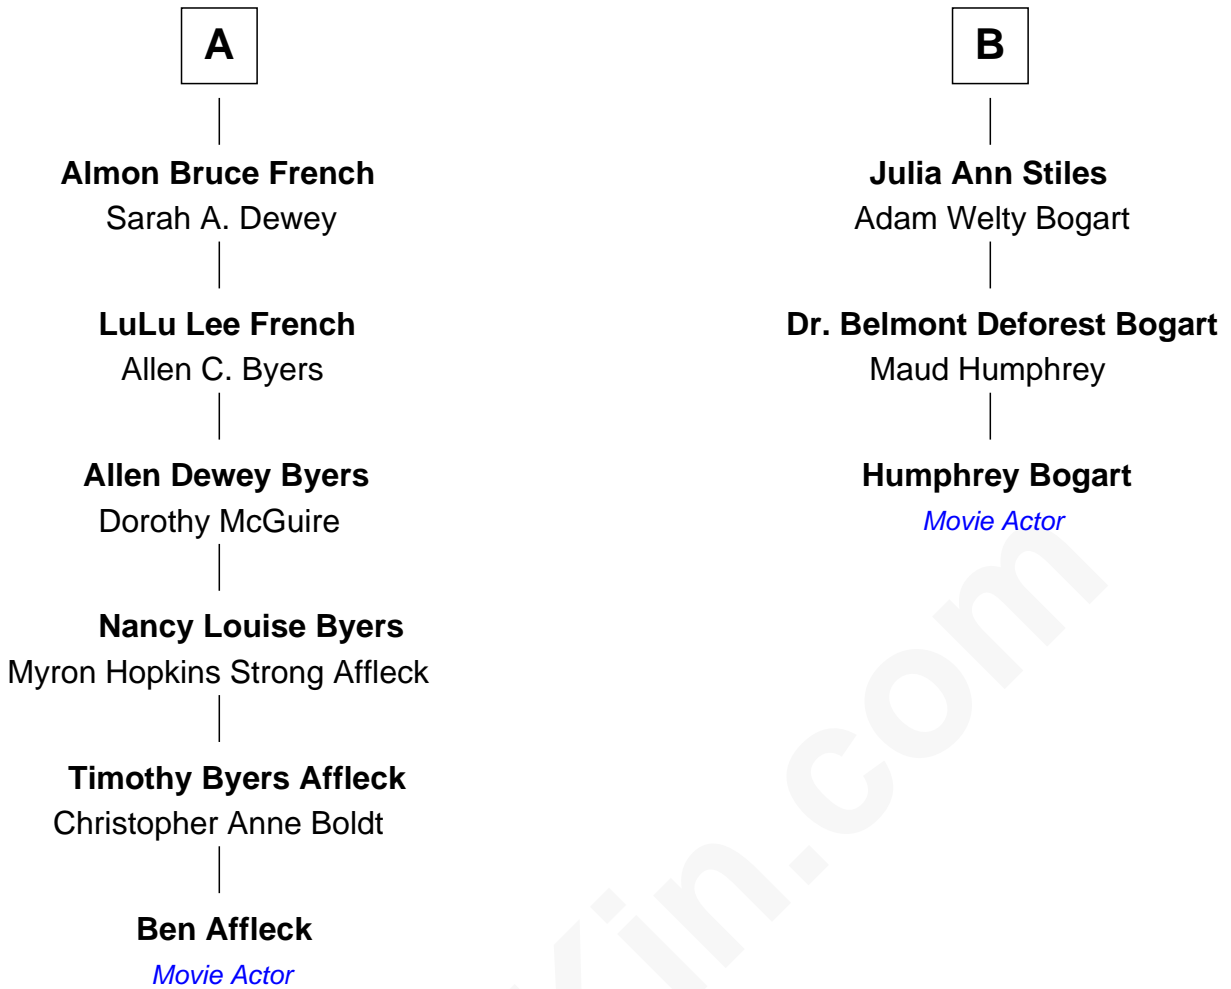 A
Almon Bruce French
Sarah A. Dewey
LuLu Lee French
Allen C. Byers
Allen Dewey Byers
Dorothy McGuire
Nancy Louise Byers
Myron Hopkins Strong Affleck
Timothy Byers Affleck
Christopher Anne Boldt
Ben Affleck
Movie Actor
B
Julia Ann Stiles
Adam Welty Bogart
Dr. Belmont Deforest Bogart
Maud Humphrey
Humphrey Bogart
Movie Actor
Kin.com